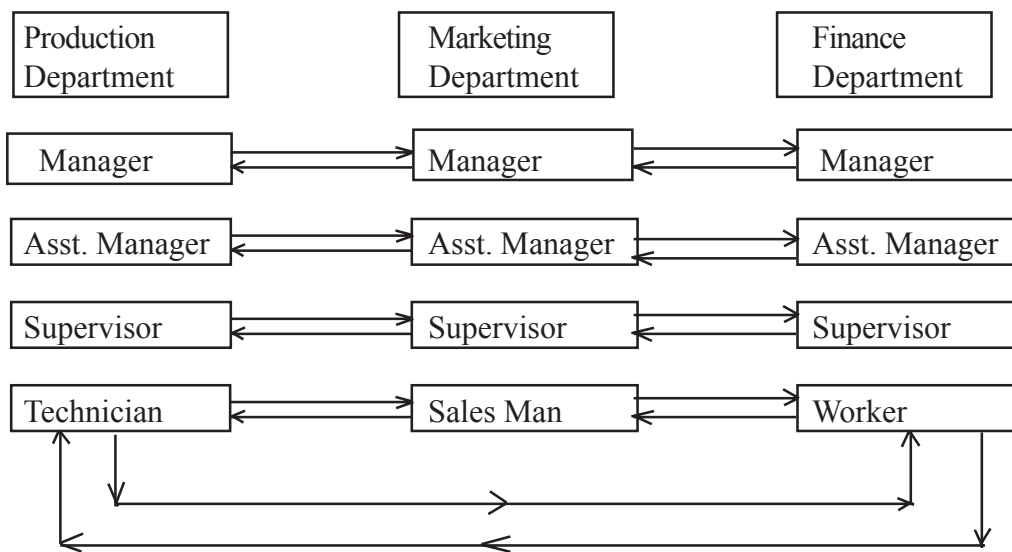 Production
Department
Marketing
Department
Finance
Department
Manager
Manager
Manager
Asst. Manager
Asst. Manager
Asst. Manager
Supervisor
Supervisor
Supervisor
Technician
Sales Man
Worker